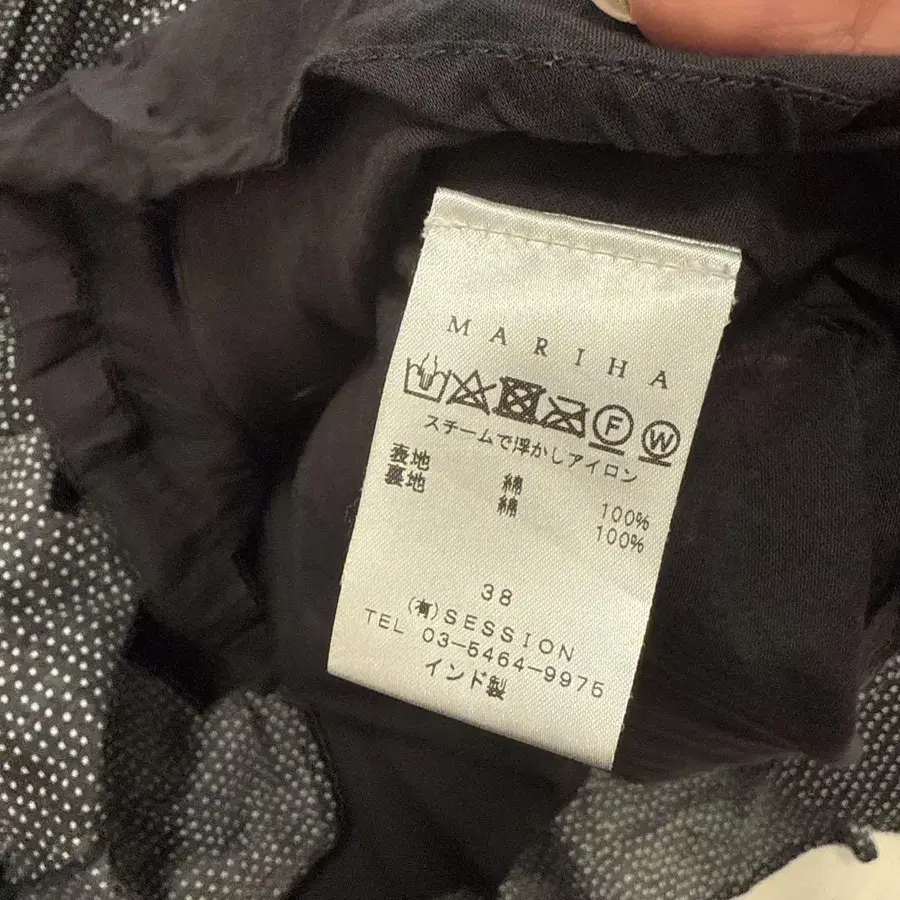 MARIHA
F W
スチームで浮かしアイロン
表地 綿 100%
裏地 綿 100%
38
(有)SESSION
TEL 03-5464-9975
インド製